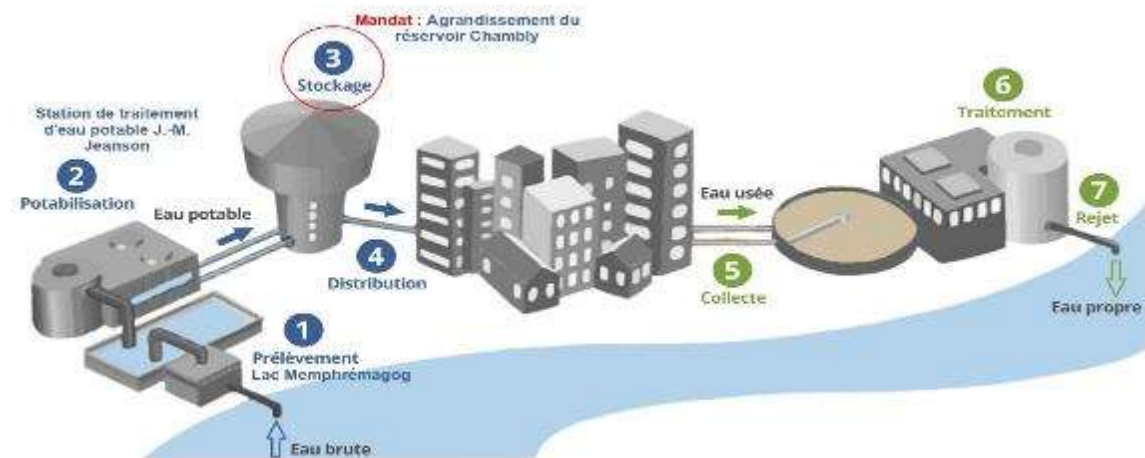 Mandat : Agrandissement du
réservoir Chambly
3
Stockage
Station de traitement
d'eau potable J.-M.
Jeanson
2
Potabilisation
Eau potable
4
Distribution
1
Prélèvement
Lac Memphrémagog
Eau brute
Eau usée
5
Collecte
6
Traitement
7
Rejet
Eau propre